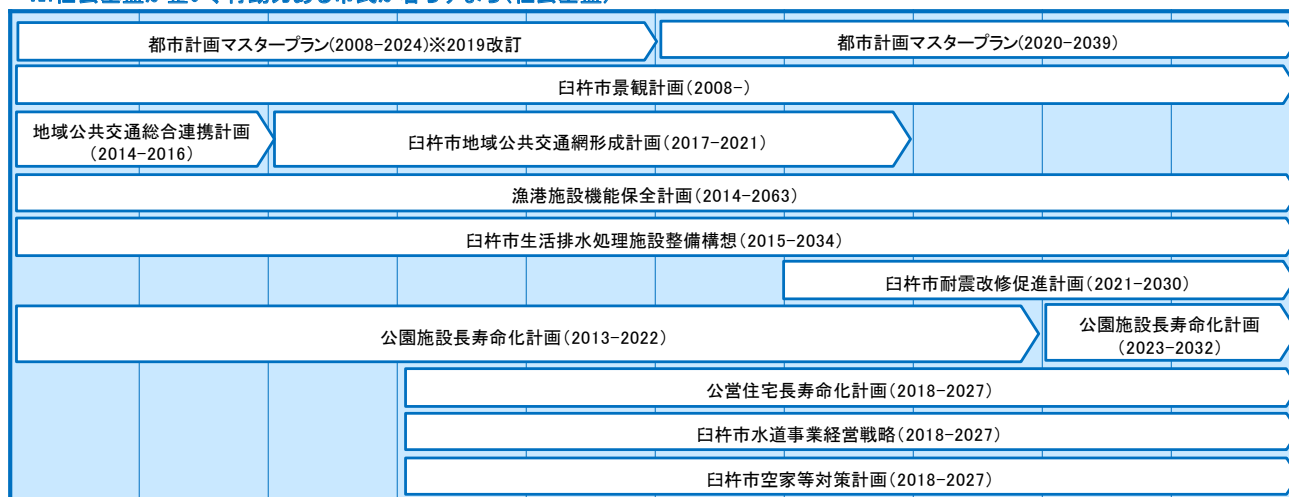 都市計画マスタープラン(2008-2024)※2019改訂
都市計画マスタープラン(2020-2039)
臼杵市景観計画(2008-)
地域公共交通総合連携計画
(2014-2016)
臼杵市地域公共交通網形成計画(2017-2021)
漁港施設機能保全計画(2014-2063)
臼杵市生活排水処理施設整備構想(2015-2034)
臼杵市耐震改修促進計画(2021-2030)
公園施設長寿命化計画(2013-2022)
公園施設長寿命化計画
(2023-2032)
公営住宅長寿命化計画(2018-2027)
臼杵市水道事業経営戦略(2018-2027)
臼杵市空家等対策計画(2018-2027)